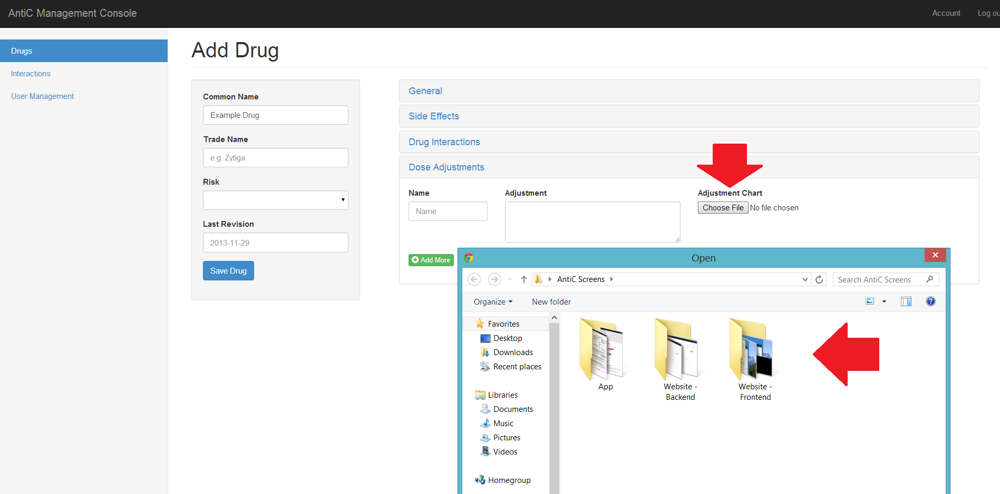 AntiC Management Console
Account
Log ou
Drugs
Interactions
User Management
Add Drug
Common Name
Example Drug
Trade Name
e.g. Zytiga
Risk
Last Revision
2013-11-29
Save Drug
General
Side Effects
Drug Interactions
Dose Adjustments
Name
Adjustment
Adjustment Chart
Name
Choose File No file chosen
Add More
Open
AntiC Screens
Search AntiC Screens
Organize
New folder
Favorites
Desktop
Downloads
Recent places
Libraries
Documents
Music
Pictures
Videos
Homegroup
App
Website -
Backend
Website -
Frontend